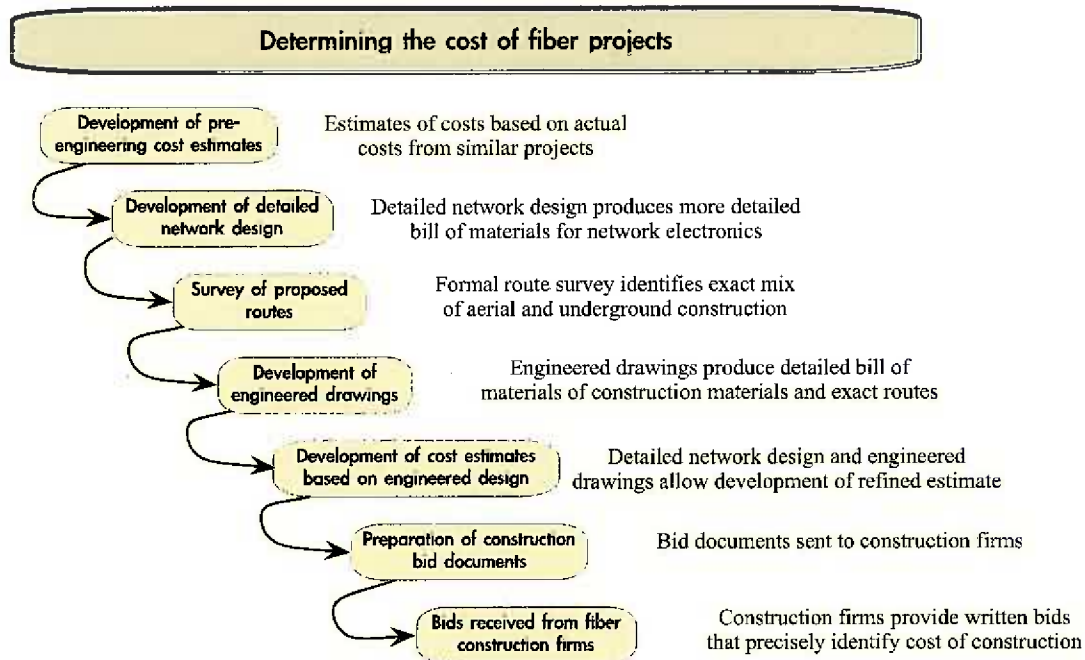 Determining the cost of fiber projects
Development of pre-
engineering cost estimates
Estimates of costs based on actual
costs from similar projects
Development of detailed
network design
Detailed network design produces more detailed
bill of materials for network electronics
Survey of proposed
routes
Formal route survey identifies exact mix
of aerial and underground construction
Development of
engineered drawings
Engineered drawings produce detailed bill of
materials of construction materials and exact routes
Development of cost estimates
based on engineered design
Detailed network design and engineered
drawings allow development of refined estimate
Preparation of construction
bid documents
Bid documents sent to construction firms
Bids received from fiber
construction firms
Construction firms provide written bids
that precisely identify cost of construction